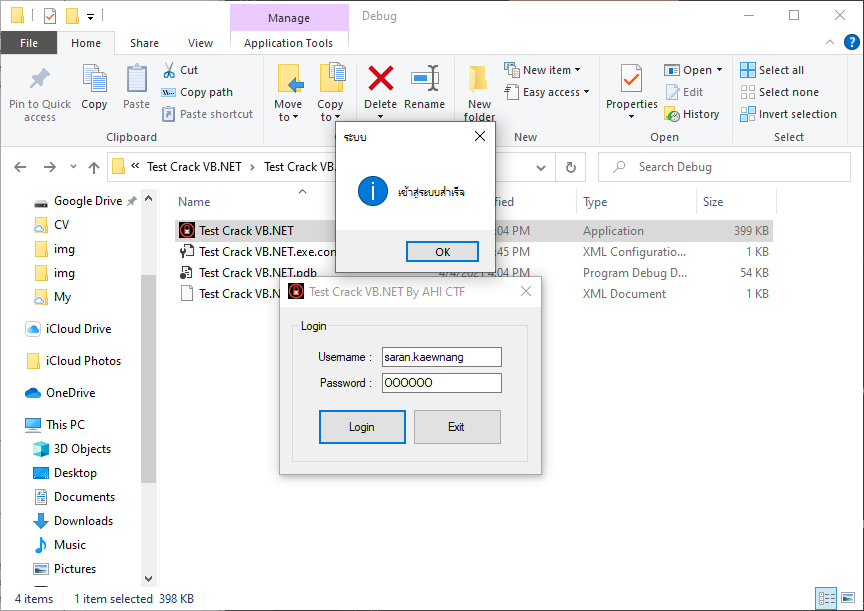 Manage
Debug
File
Home
Share
View
Application Tools
Pin to Quick access
Copy
Paste
Cut
Copy path
Paste shortcut
Clipboard
Move to
Copy to
Delete
Rename
New folder
New item
Easy access
New
Properties
Open
Edit
History
Open
Select all
Select none
Invert selection
Select
« Test Crack VB.NET > Test Crack VB.
Search Debug
Google Drive
CV
img
img
My
iCloud Drive
iCloud Photos
OneDrive
This PC
3D Objects
Desktop
Documents
Downloads
Music
Pictures
Name
fied
Type
Size
Test Crack VB.NET
:04 PM
Application
399 KB
Test Crack VB.NET.exe.con
:45 PM
XML Configuratio...
1 KB
Test Crack VB.NET.pdb
4/4/2021 4:04 PM
Program Debug D...
54 KB
Test Crack VB.N
XML Document
1 KB
ระบบ
เข้าสู่ระบบสำเร็จ
OK
Test Crack VB.NET By AHI CTF
Login
Username :
saran.kaewnang
Password :
OOOOOO
Login
Exit
4 items
1 item selected 398 KB